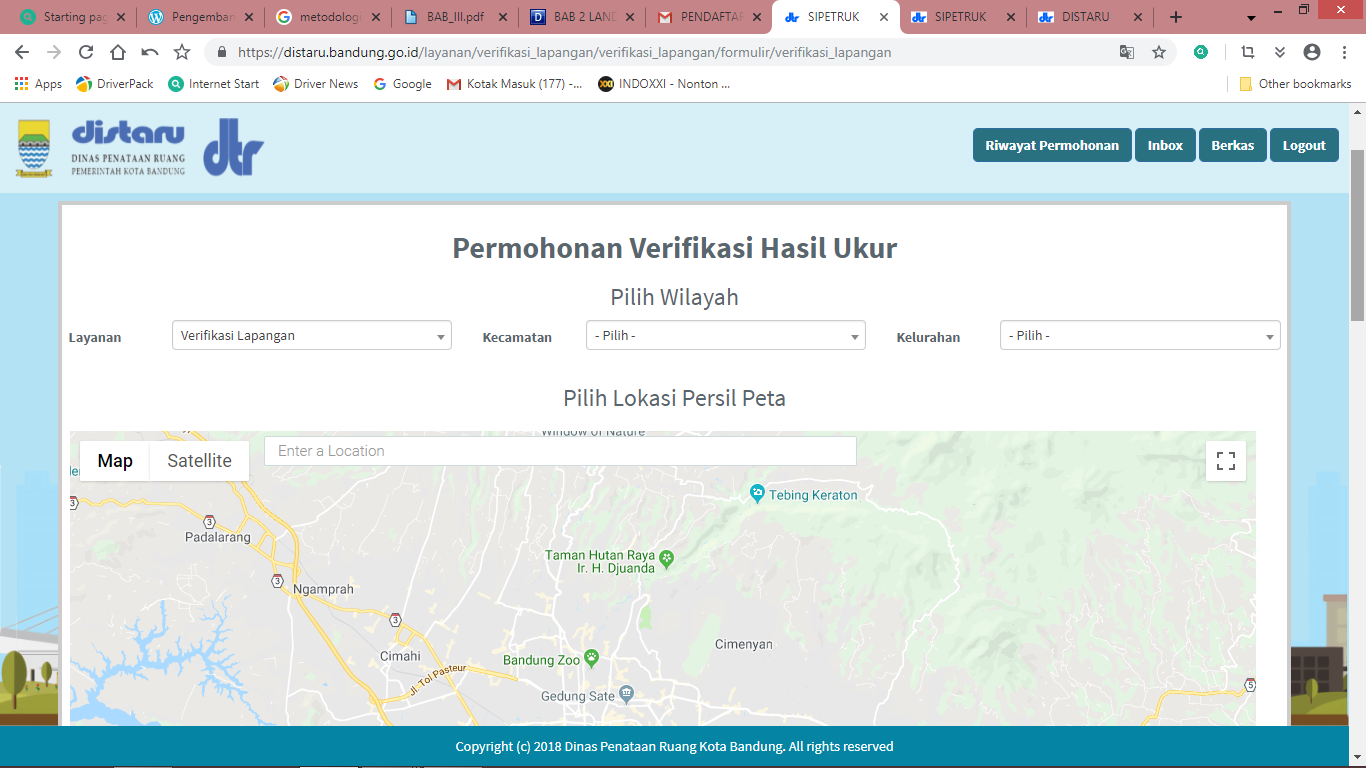 Starting pag
Pengemban
metodologi
BAB_III.pdf
BAB 2 LAND
PENDAFTAR
SIPETRUK
SIPETRUK
DISTARU
https://distaru.bandung.go.id/layanan/verifikasi_lapangan/verifikasi_lapangan/formulir/verifikasi_lapangan
Apps
DriverPack
Internet Start
Driver News
Google
Kotak Masuk (177) -...
INDOXXI - Nonton ...
Other bookmarks
distaru
DINAS PENATAAN RUANG
PEMERINTAH KOTA BANDUNG
dtr
Riwayat Permohonan
Inbox
Berkas
Logout
Permohonan Verifikasi Hasil Ukur
Pilih Wilayah
Layanan
Verifikasi Lapangan
Kecamatan
- Pilih -
Kelurahan
- Pilih -
Pilih Lokasi Persil Peta
Window of Nature
Map
Satellite
Enter a Location
Tebing Keraton
3
3
Padalarang
Taman Hutan Raya
Ir. H. Djuanda
3
Ngamprah
3
Cimahi
Cimenyan
Bandung Zoo
Jl. Tol Pasteur
Gedung Sate
5
Copyright (c) 2018 Dinas Penataan Ruang Kota Bandung. All rights reserved